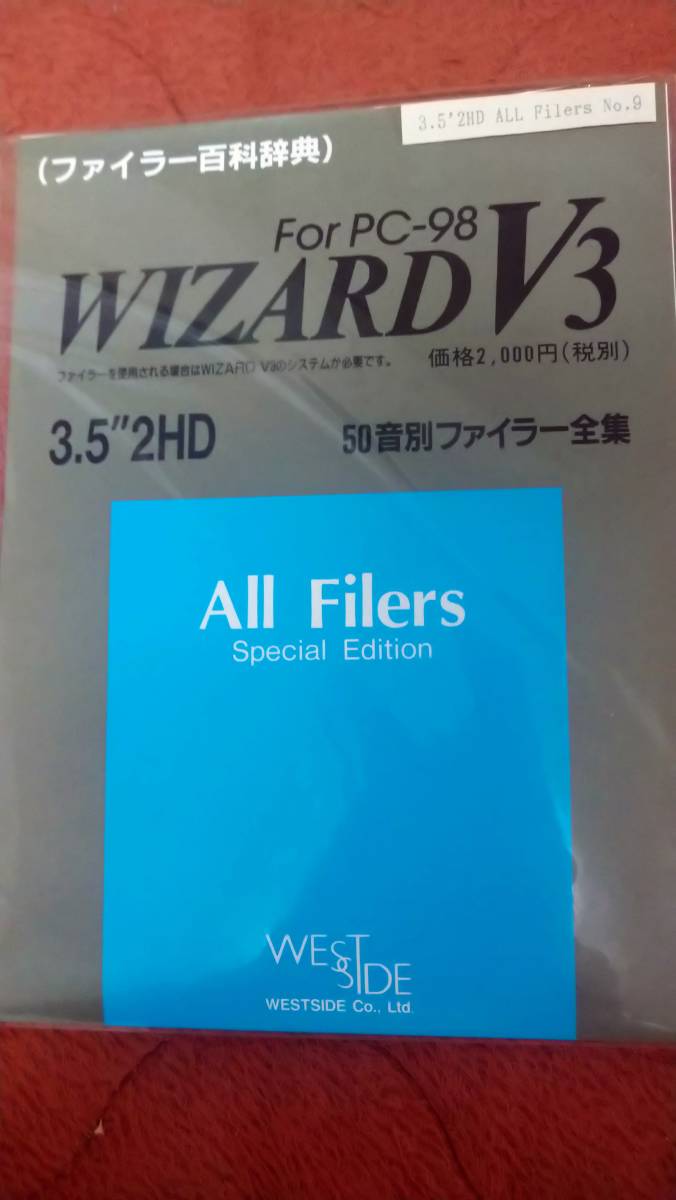 3.5'2HD ALL Filers No.9
(ファイラー百科辞典)
For PC-98
WIZARD V3
ファイラーを使用される場合はWIZARD V3のシステムが必要です。
価格2,000円(税別)
3.5"2HD
50音別ファイラー全集
All Filers
Special Edition
WESTSIDE
WESTSIDE Co., Ltd.